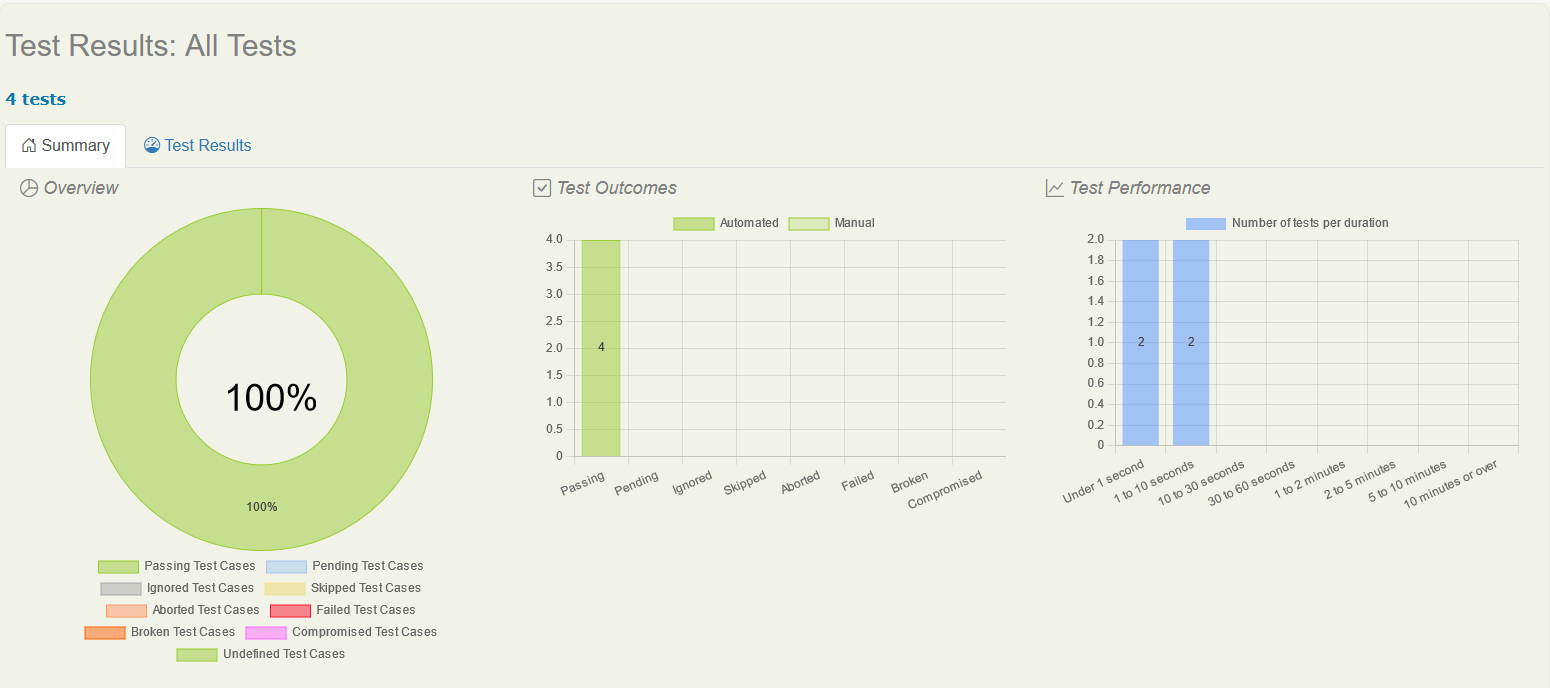 Test Results: All Tests
4 tests
Summary
Test Results
Overview
100%
100%
Passing Test Cases
Pending Test Cases
Ignored Test Cases
Skipped Test Cases
Aborted Test Cases
Failed Test Cases
Broken Test Cases
Compromised Test Cases
Undefined Test Cases
Test Outcomes
Automated
Manual
4.0
3.5
3.0
2.5
2.0
1.5
1.0
0.5
0
4
Passing
Pending
Ignored
Skipped
Aborted
Failed
Broken
Compromised
Test Performance
Number of tests per duration
2.0
1.8
1.6
1.4
1.2
1.0
0.8
0.6
0.4
0.2
0
2
2
Under 1 second
1 to 10 seconds
10 to 30 seconds
30 to 60 seconds
1 to 2 minutes
2 to 5 minutes
5 to 10 minutes
10 minutes or over